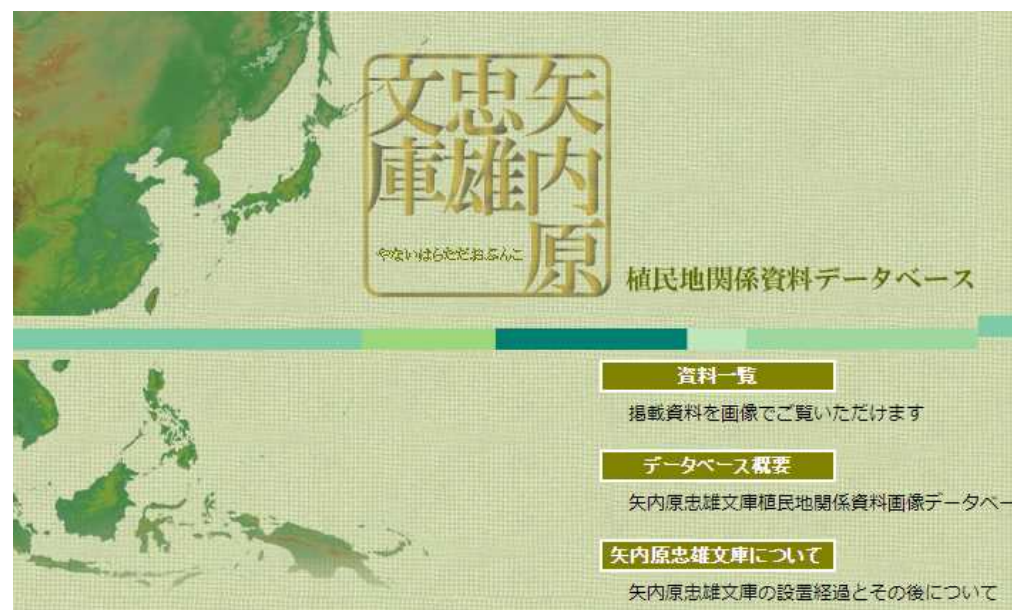 矢内原
忠雄
文庫
やないはらただおぶんこ
植民地関係資料データベース
資料一覧
掲載資料を画像でご覧いただけます
データベース概要
矢内原忠雄文庫植民地関係資料画像データベー
矢内原忠雄文庫について
矢内原忠雄文庫の設置経過とその後について